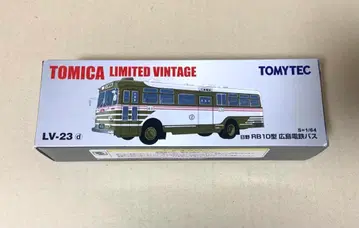 TOMICA LIMITED VINTAGE
TOMYTEC
LV-23 d
S=1/64
日野 RB10型 広島電鉄バス